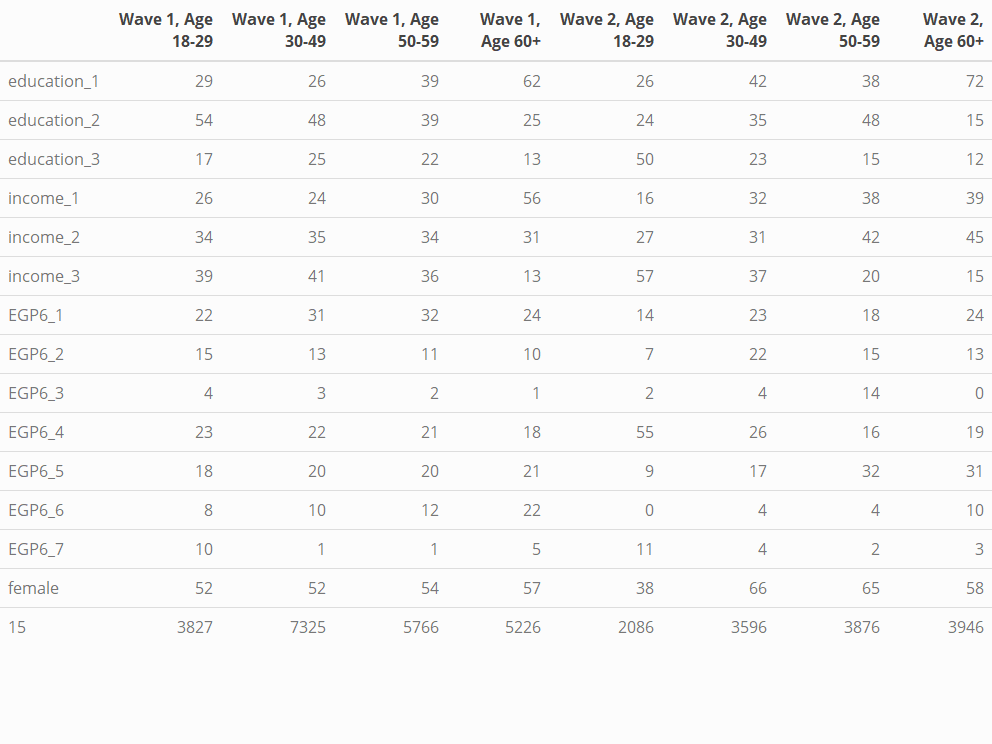 Wave 1, Age 18-29 Wave 1, Age 30-49 Wave 1, Age 50-59 Wave 1, Age 60+ Wave 2, Age 18-29 Wave 2, Age 30-49 Wave 2, Age 50-59 Wave 2, Age 60+
education_1 29 26 39 62 26 42 38 72
education_2 54 48 39 25 24 35 48 15
education_3 17 25 22 13 50 23 15 12
income_1 26 24 30 56 16 32 38 39
income_2 34 35 34 31 27 31 42 45
income_3 39 41 36 13 57 37 20 15
EGP6_1 22 31 32 24 14 23 18 24
EGP6_2 15 13 11 10 7 22 15 13
EGP6_3 4 3 2 1 2 4 14 0
EGP6_4 23 22 21 18 55 26 16 19
EGP6_5 18 20 20 21 9 17 32 31
EGP6_6 8 10 12 22 0 4 4 10
EGP6_7 10 1 1 5 11 4 2 3
female 52 52 54 57 38 66 65 58
15 3827 7325 5766 5226 2086 3596 3876 3946